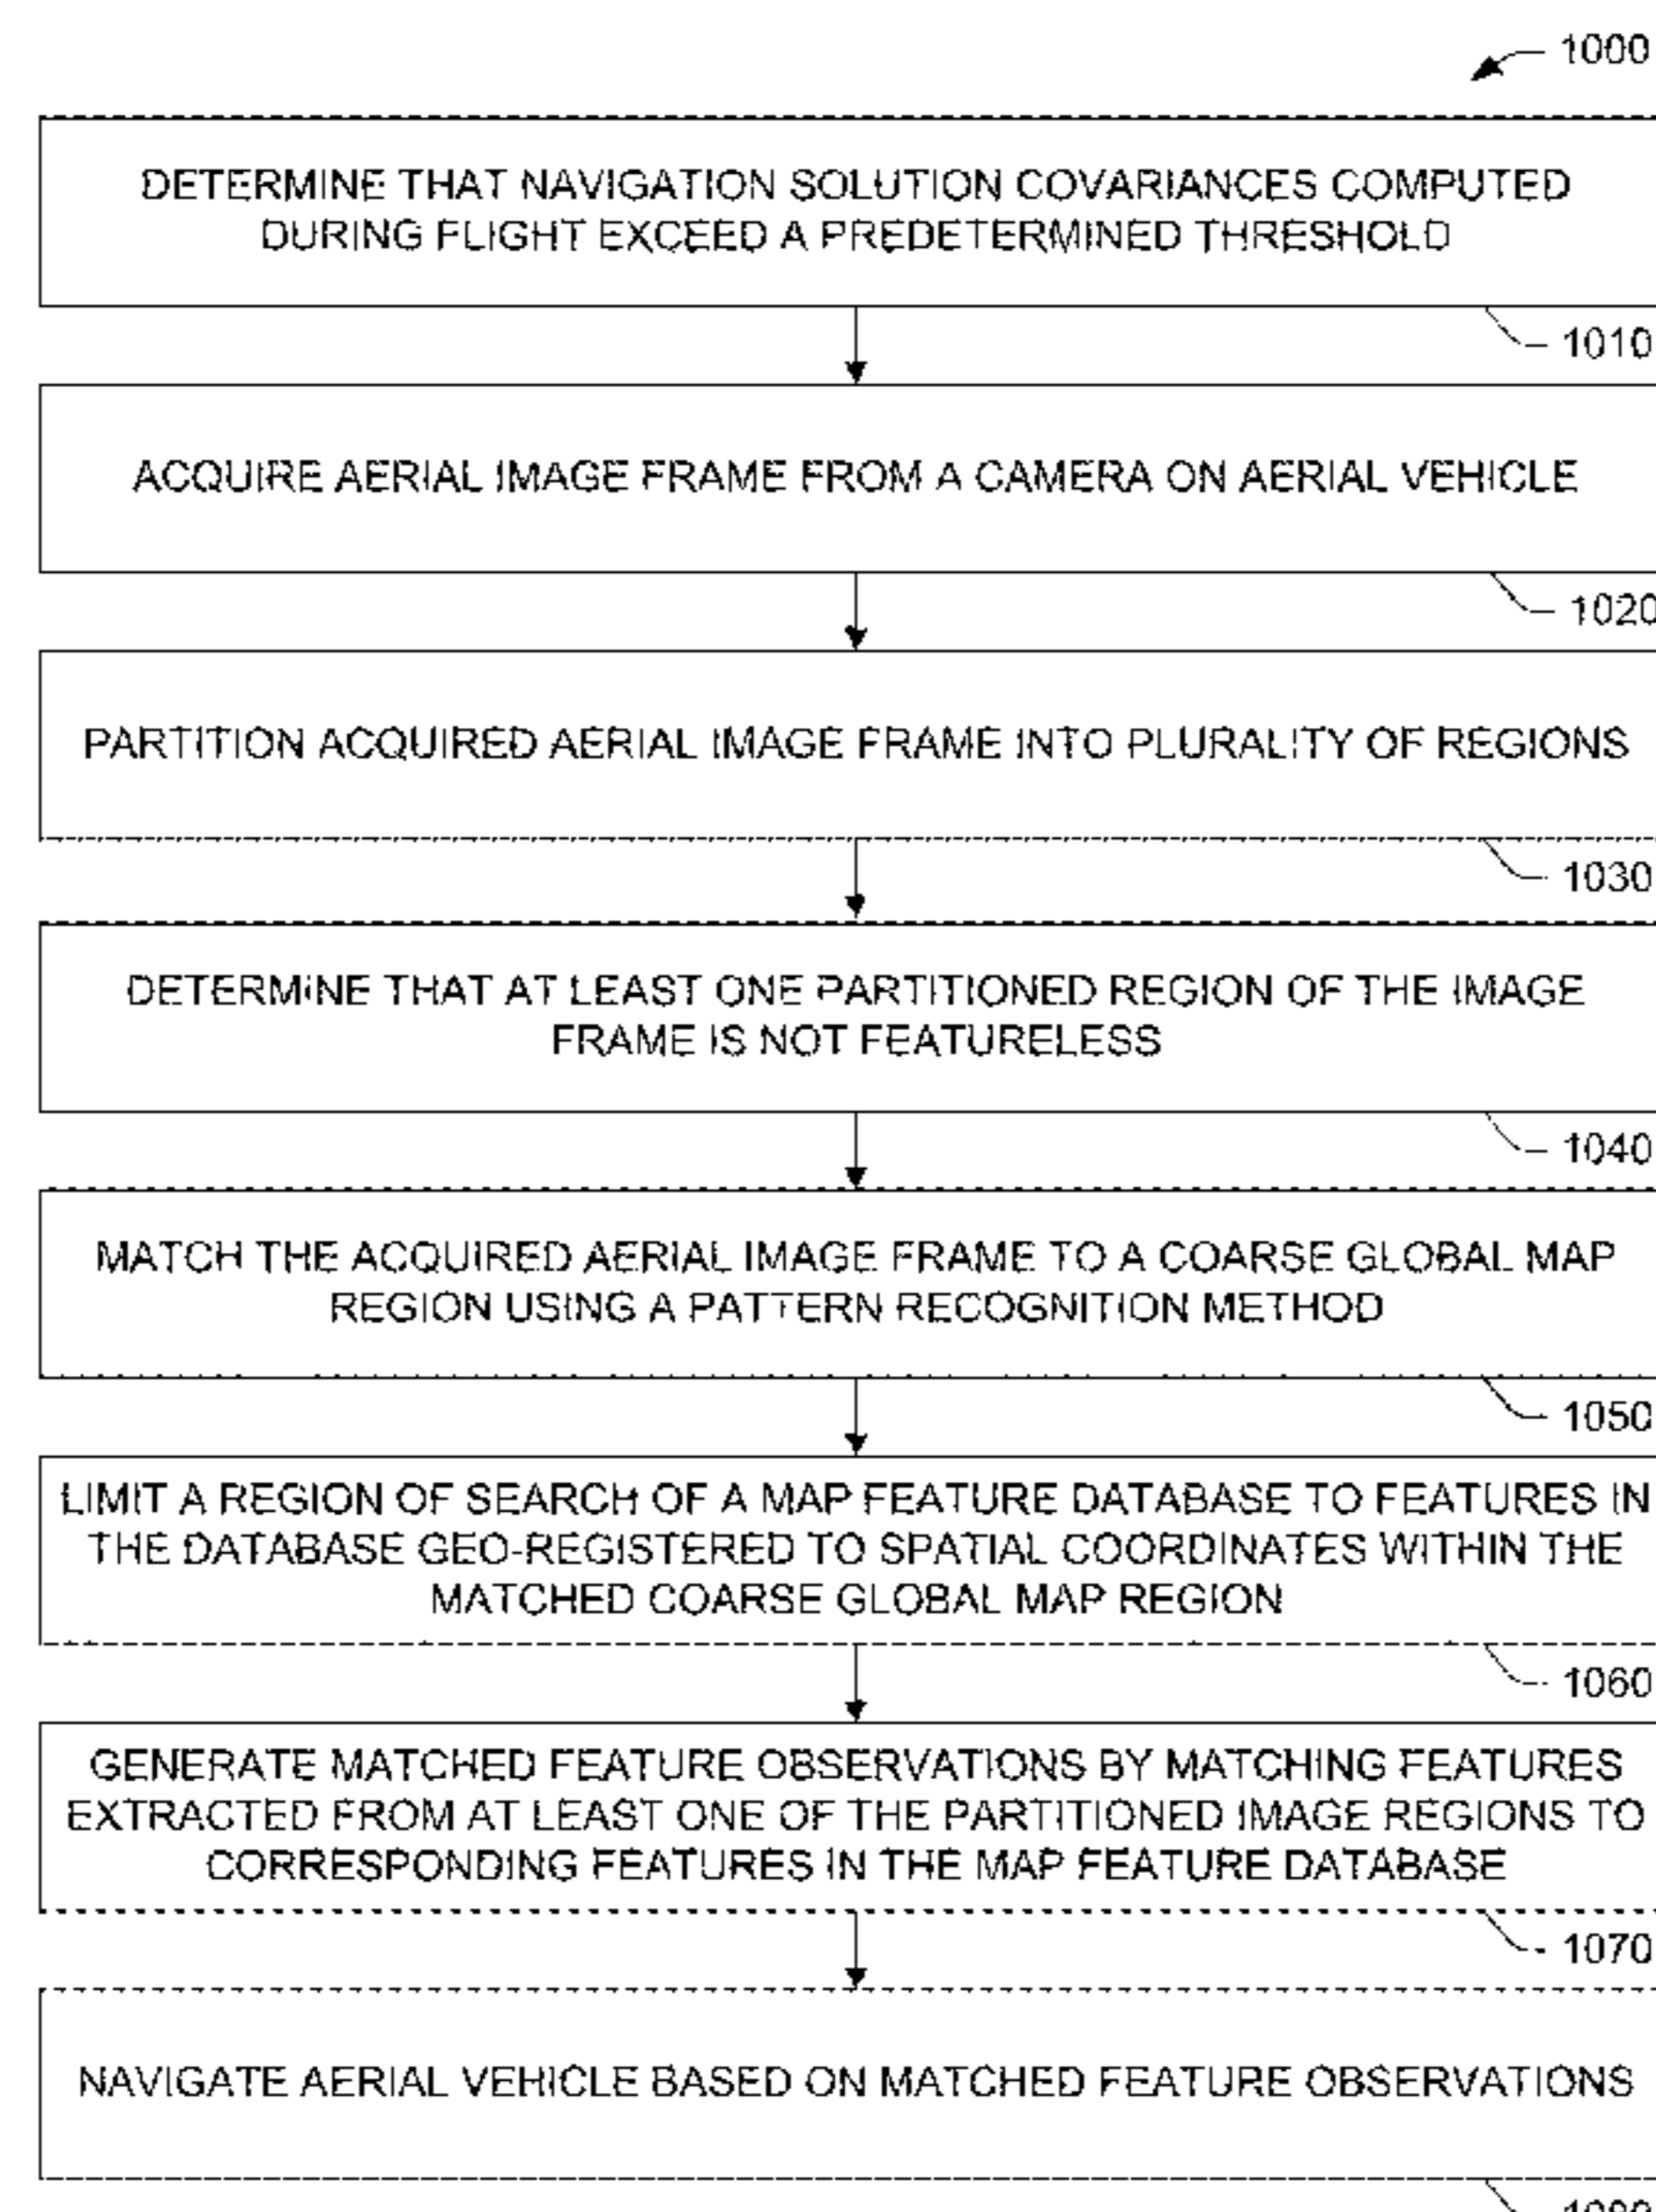 1000
DETERMINE THAT NAVIGATION SOLUTION COVARIANCES COMPUTED
DURING FLIGHT EXCEED A PREDETERMINED THRESHOLD
1010
ACQUIRE AERIAL IMAGE FRAME FROM A CAMERA ON AERIAL VEHICLE
1020
PARTITION ACQUIRED AERIAL IMAGE FRAME INTO PLURALITY OF REGIONS
1030
DETERMINE THAT AT LEAST ONE PARTITIONED REGION OF THE IMAGE
FRAME IS NOT FEATURELESS
1040
MATCH THE ACQUIRED AERIAL IMAGE FRAME TO A COARSE GLOBAL MAP
REGION USING A PATTERN RECOGNITION METHOD
1050
LIMIT A REGION OF SEARCH OF A MAP FEATURE DATABASE TO FEATURES IN
THE DATABASE GEO-REGISTERED TO SPATIAL COORDINATES WITHIN THE
MATCHED COARSE GLOBAL MAP REGION
1060
GENERATE MATCHED FEATURE OBSERVATIONS BY MATCHING FEATURES
EXTRACTED FROM AT LEAST ONE OF THE PARTITIONED IMAGE REGIONS TO
CORRESPONDING FEATURES IN THE MAP FEATURE DATABASE
1070
NAVIGATE AERIAL VEHICLE BASED ON MATCHED FEATURE OBSERVATIONS